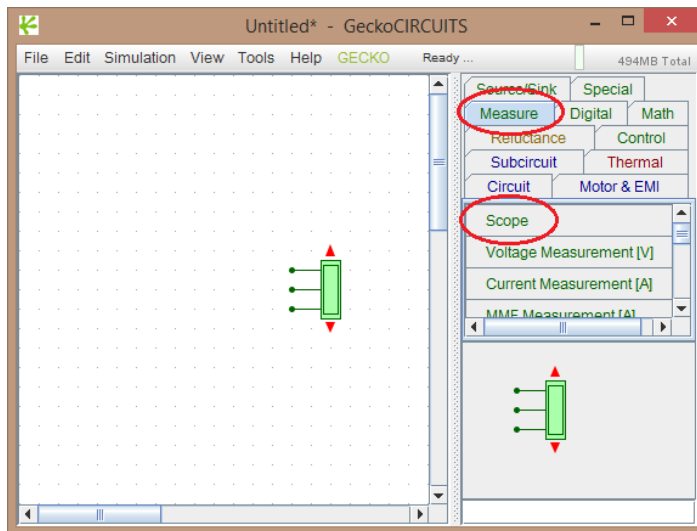 Untitled* - GeckoCIRCUITS
File Edit Simulation View Tools Help GECKO Ready ... 494MB Total
Source/Sink Special
Measure Digital Math
Reluctance Control
Subcircuit Thermal
Circuit Motor & EMI
Scope
Voltage Measurement [V]
Current Measurement [A]
MMF Measurement [A]